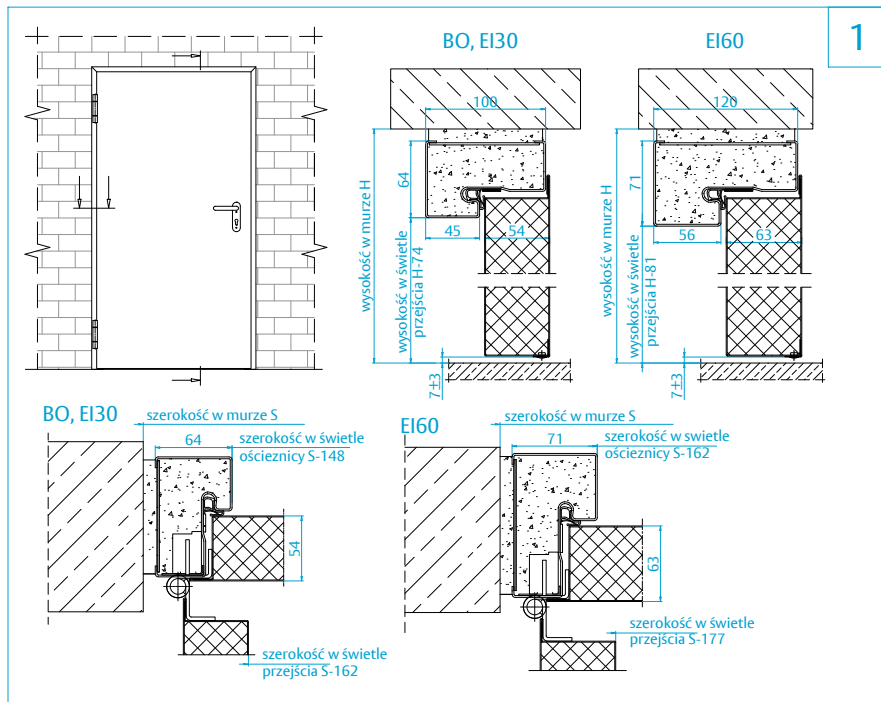 1
BO, EI30
EI60
100
120
wysokość w murze H
wysokość w świetle
przejścia H-74
64
45
54
7±3
wysokość w murze H
wysokość w świetle
przejścia H-81
71
56
63
7±3
BO, EI30
szerokość w murze S
64
szerokość w świetle
ościeznicy S-148
54
szerokość w świetle
przejścia S-162
EI60
szerokość w murze S
71
szerokość w swietle
ościeznicy S-162
63
szerokość w świetle
przejścia S-177